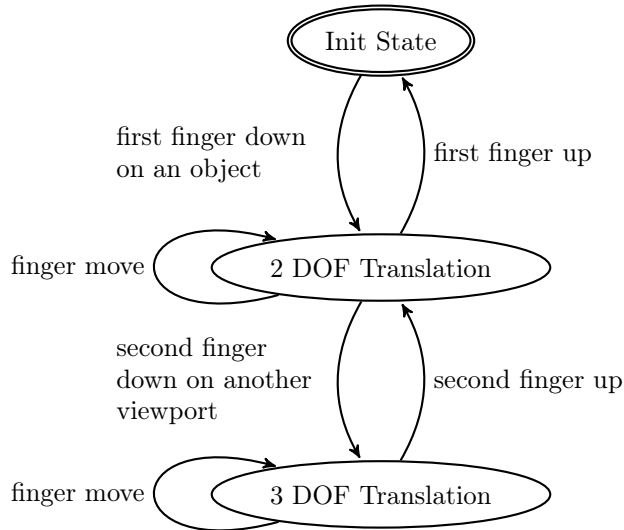 Init State
first finger down
on an object
first finger up
finger move
2 DOF Translation
second finger
down on another
viewport
second finger up
finger move
3 DOF Translation